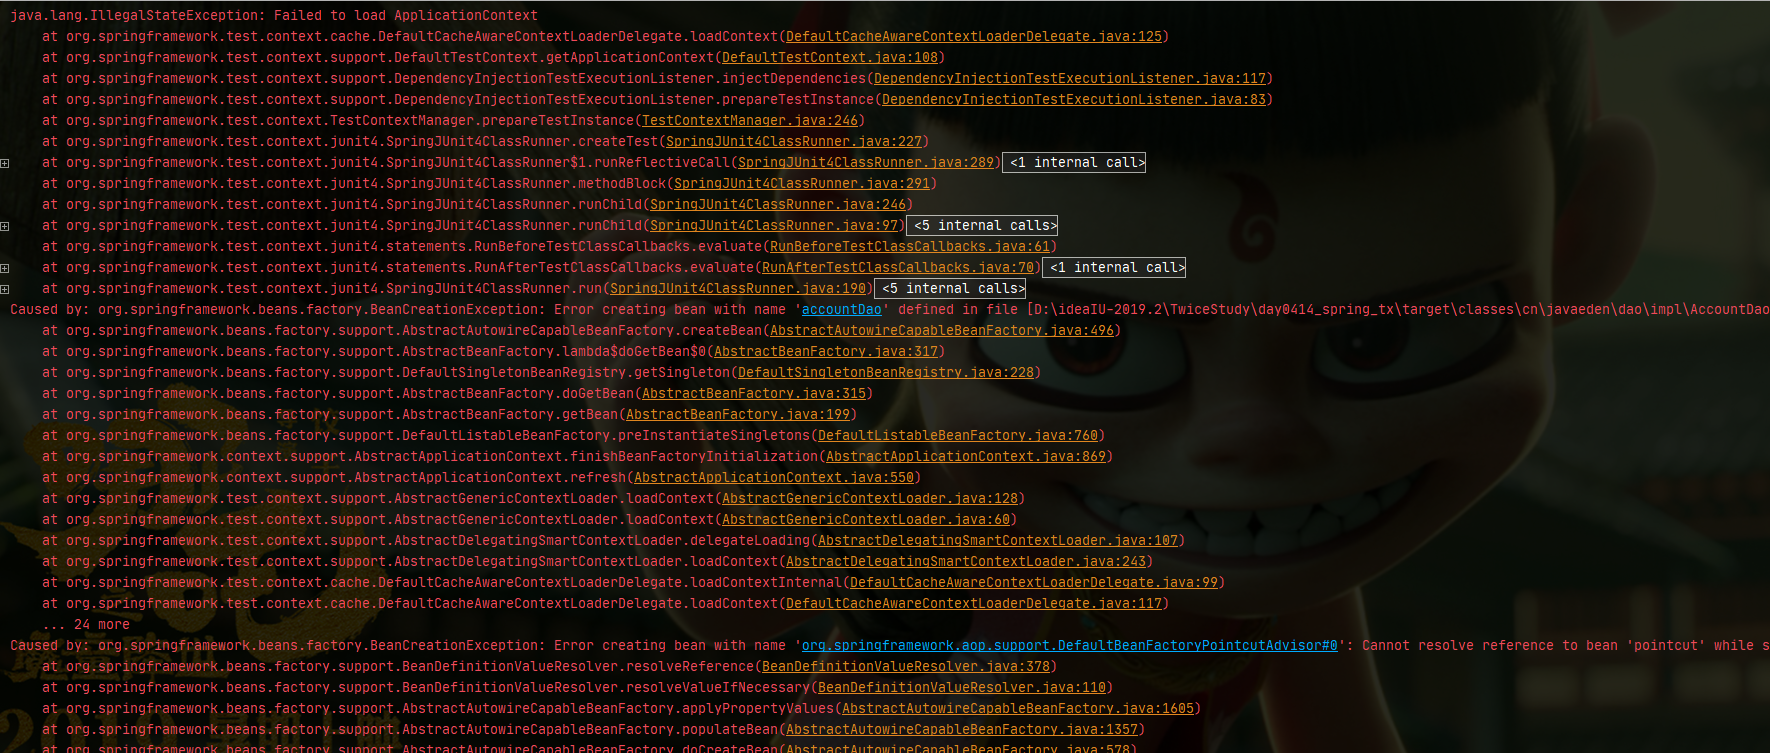 java.lang.IllegalStateException: Failed to load ApplicationContext
at org.springframework.test.context.cache.DefaultCacheAwareContextLoaderDelegate.loadContext(DefaultCacheAwareContextLoaderDelegate.java:125)
at org.springframework.test.context.support.DefaultTestContext.getApplicationContext(DefaultTestContext.java:108)
at org.springframework.test.context.support.DependencyInjectionTestExecutionListener.injectDependencies(DependencyInjectionTestExecutionListener.java:117)
at org.springframework.test.context.support.DependencyInjectionTestExecutionListener.prepareTestInstance(DependencyInjectionTestExecutionListener.java:83)
at org.springframework.test.context.TestContextManager.prepareTestInstance(TestContextManager.java:246)
at org.springframework.test.context.junit4.SpringJUnit4ClassRunner.createTest(SpringJUnit4ClassRunner.java:227)
at org.springframework.test.context.junit4.SpringJUnit4ClassRunner$1.runReflectiveCall(SpringJUnit4ClassRunner.java:289) <1 internal call>
at org.springframework.test.context.junit4.SpringJUnit4ClassRunner.methodBlock(SpringJUnit4ClassRunner.java:291)
at org.springframework.test.context.junit4.SpringJUnit4ClassRunner.runChild(SpringJUnit4ClassRunner.java:246)
at org.springframework.test.context.junit4.SpringJUnit4ClassRunner.runChild(SpringJUnit4ClassRunner.java:97) <5 internal calls>
at org.springframework.test.context.junit4.statements.RunBeforeTestClassCallbacks.evaluate(RunBeforeTestClassCallbacks.java:61)
at org.springframework.test.context.junit4.statements.RunAfterTestClassCallbacks.evaluate(RunAfterTestClassCallbacks.java:70) <1 internal call>
at org.springframework.test.context.junit4.SpringJUnit4ClassRunner.run(SpringJUnit4ClassRunner.java:190) <5 internal calls>
Caused by: org.springframework.beans.factory.BeanCreationException: Error creating bean with name 'accountDao' defined in file [D:\ideaIU-2019.2\TwiceStudy\day0414_spring_tx\target\classes\cn\javaeden\dao\impl\AccountDao
at org.springframework.beans.factory.support.AbstractAutowireCapableBeanFactory.createBean(AbstractAutowireCapableBeanFactory.java:496)
at org.springframework.beans.factory.support.AbstractBeanFactory.lambda$doGetBean$0(AbstractBeanFactory.java:317)
at org.springframework.beans.factory.support.DefaultSingletonBeanRegistry.getSingleton(DefaultSingletonBeanRegistry.java:228)
at org.springframework.beans.factory.support.AbstractBeanFactory.doGetBean(AbstractBeanFactory.java:315)
at org.springframework.beans.factory.support.AbstractBeanFactory.getBean(AbstractBeanFactory.java:199)
at org.springframework.beans.factory.support.DefaultListableBeanFactory.preInstantiateSingletons(DefaultListableBeanFactory.java:760)
at org.springframework.context.support.AbstractApplicationContext.finishBeanFactoryInitialization(AbstractApplicationContext.java:869)
at org.springframework.context.support.AbstractApplicationContext.refresh(AbstractApplicationContext.java:550)
at org.springframework.test.context.support.AbstractGenericContextLoader.loadContext(AbstractGenericContextLoader.java:128)
at org.springframework.test.context.support.AbstractGenericContextLoader.loadContext(AbstractGenericContextLoader.java:60)
at org.springframework.test.context.support.AbstractDelegatingSmartContextLoader.delegateLoading(AbstractDelegatingSmartContextLoader.java:107)
at org.springframework.test.context.support.AbstractDelegatingSmartContextLoader.loadContext(AbstractDelegatingSmartContextLoader.java:243)
at org.springframework.test.context.cache.DefaultCacheAwareContextLoaderDelegate.loadContextInternal(DefaultCacheAwareContextLoaderDelegate.java:99)
at org.springframework.test.context.cache.DefaultCacheAwareContextLoaderDelegate.loadContext(DefaultCacheAwareContextLoaderDelegate.java:117)
... 24 more
Caused by: org.springframework.beans.factory.BeanCreationException: Error creating bean with name 'org.springframework.aop.support.DefaultBeanFactoryPointcutAdvisor#0': Cannot resolve reference to bean 'pointcut' while s
at org.springframework.beans.factory.support.BeanDefinitionValueResolver.resolveReference(BeanDefinitionValueResolver.java:378)
at org.springframework.beans.factory.support.BeanDefinitionValueResolver.resolveValueIfNecessary(BeanDefinitionValueResolver.java:110)
at org.springframework.beans.factory.support.AbstractAutowireCapableBeanFactory.applyPropertyValues(AbstractAutowireCapableBeanFactory.java:1605)
at org.springframework.beans.factory.support.AbstractAutowireCapableBeanFactory.populateBean(AbstractAutowireCapableBeanFactory.java:1357)
at org.springframework.beans.factory.support.AbstractAutowireCapableBeanFactory.doCreateBean(AbstractAutowireCapableBeanFactory.java:578)